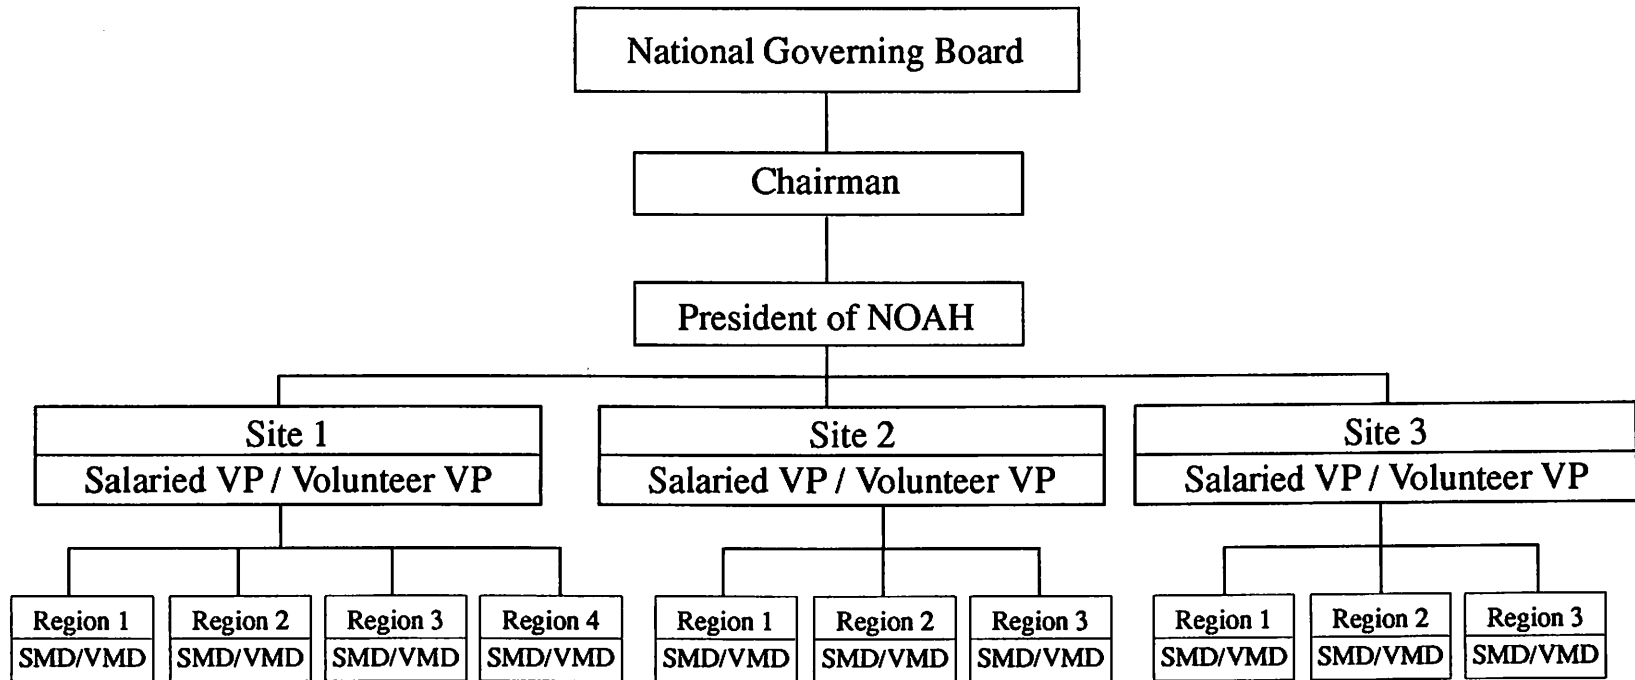 National Governing Board
Chairman
President of NOAH
Site 1
Salaried VP / Volunteer VP
Site 2
Salaried VP / Volunteer VP
Site 3
Salaried VP / Volunteer VP
Region 1
SMD/VMD
Region 2
SMD/VMD
Region 3
SMD/VMD
Region 4
SMD/VMD
Region 1
SMD/VMD
Region 2
SMD/VMD
Region 3
SMD/VMD
Region 1
SMD/VMD
Region 2
SMD/VMD
Region 3
SMD/VMD